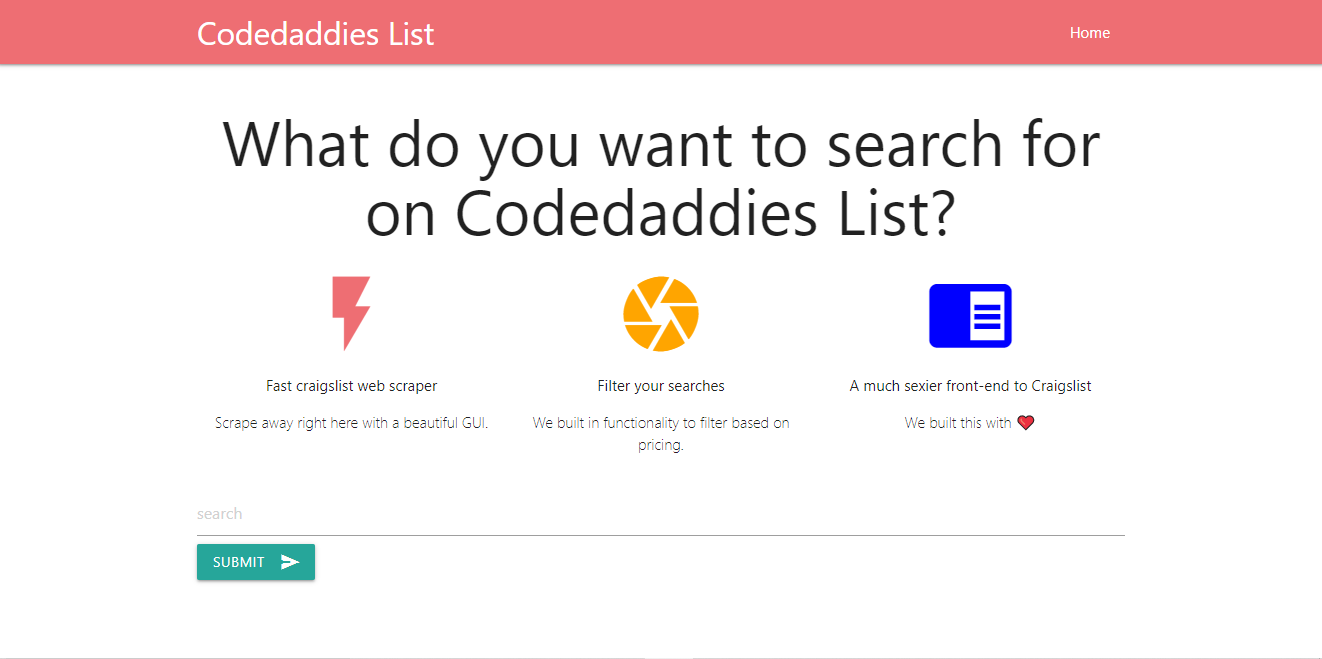 Codedaddies List
Home
What do you want to search for
on Codedaddies List?
Fast craigslist web scraper
Scrape away right here with a beautiful GUI.
Filter your searches
We built in functionality to filter based on
pricing.
A much sexier front-end to Craigslist
We built this with ❤️
search
SUBMIT